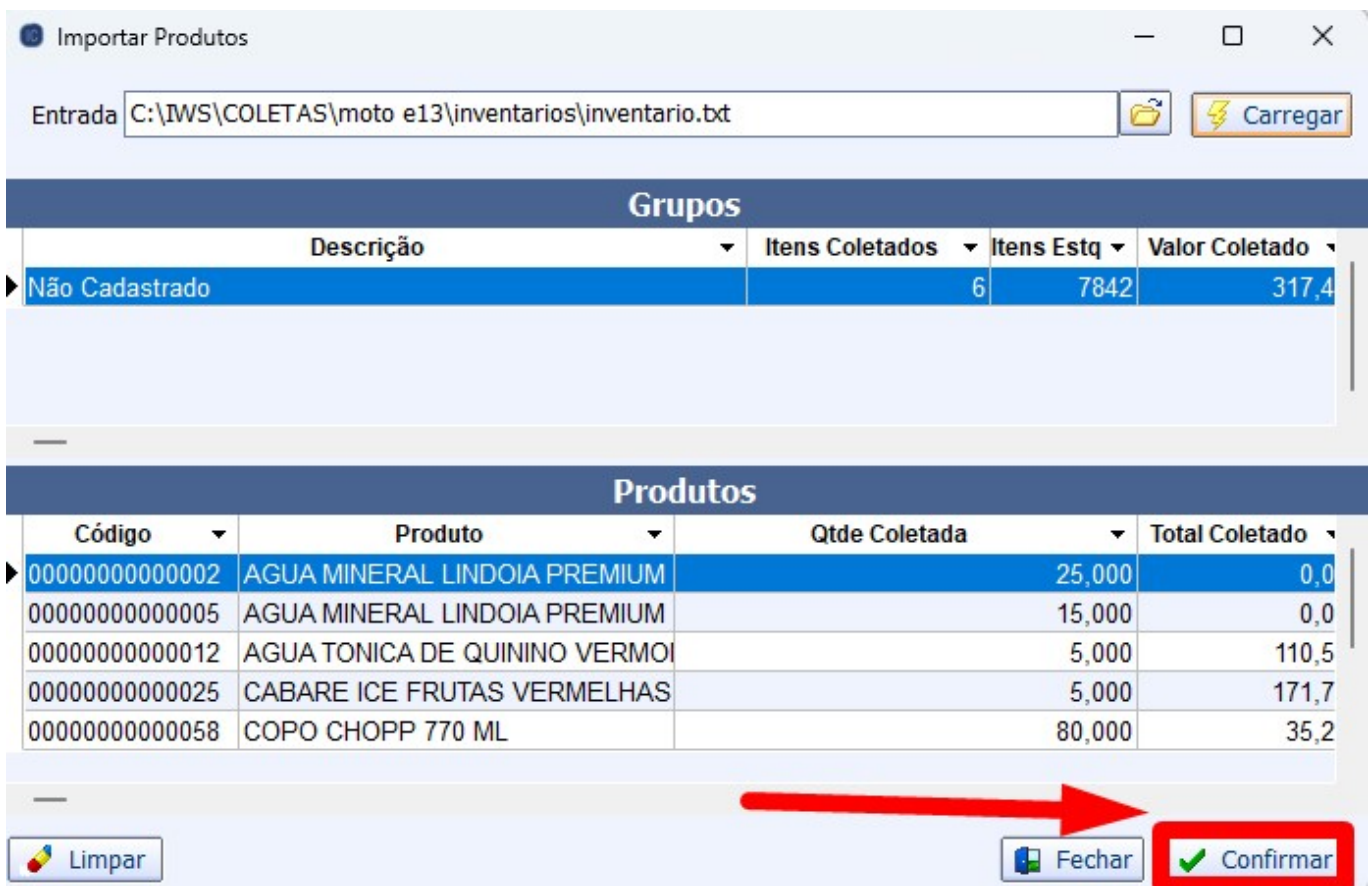 Importar Produtos
Entrada C:\IWS\COLETAS\moto e13\inventarios\inventario.txt Carregar
Grupos
Descrição Itens Coletados Itens Estq Valor Coletado
Não Cadastrado 6 7842 317,4
Produtos
Código Produto Qtde Coletada Total Coletado
00000000000002 AGUA MINERAL LINDOIA PREMIUM 25,000 0,0
00000000000005 AGUA MINERAL LINDOIA PREMIUM 15,000 0,0
00000000000012 AGUA TONICA DE QUININO 5,000 110,5
00000000000025 CABARE ICE FRUTAS VERMELHAS 5,000 171,7
00000000000058 COPO CHOPP 770 ML 80,000 35,2
Limpar Fechar Confirmar